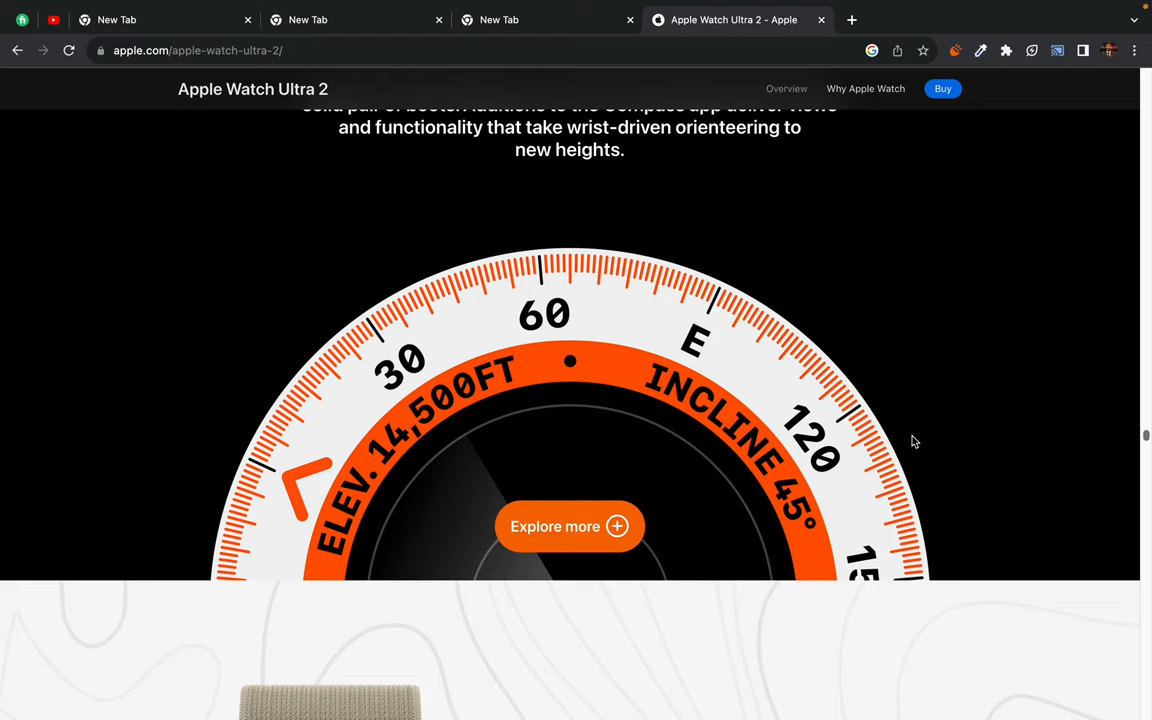 New Tab
New Tab
New Tab
Apple Watch Ultra 2 - Apple
apple.com/apple-watch-ultra-2/
Apple Watch Ultra 2
Overview
Why Apple Watch
Buy
and functionality that take wrist-driven orienteering to
new heights.
30
60
E
120
ELEV. 14,500FT
INCLINE 45°
Explore more